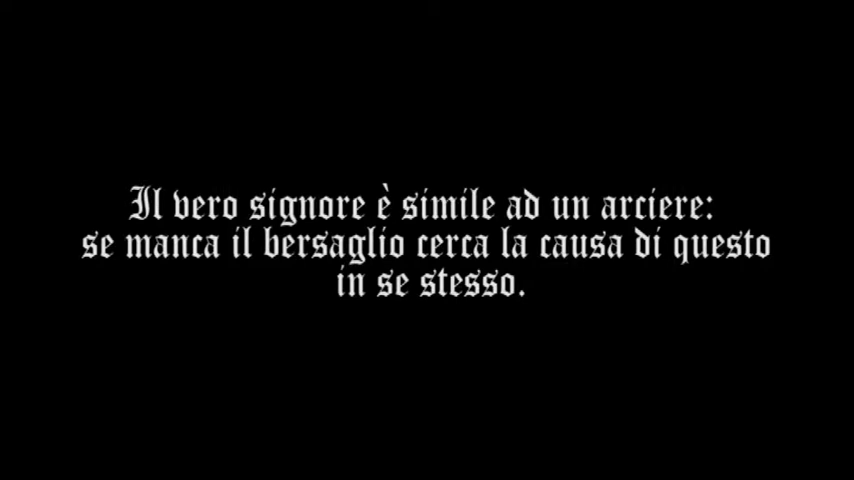 Il vero signore è simile ad un arciere:
se manca il bersaglio cerca la causa di questo
in se stesso.